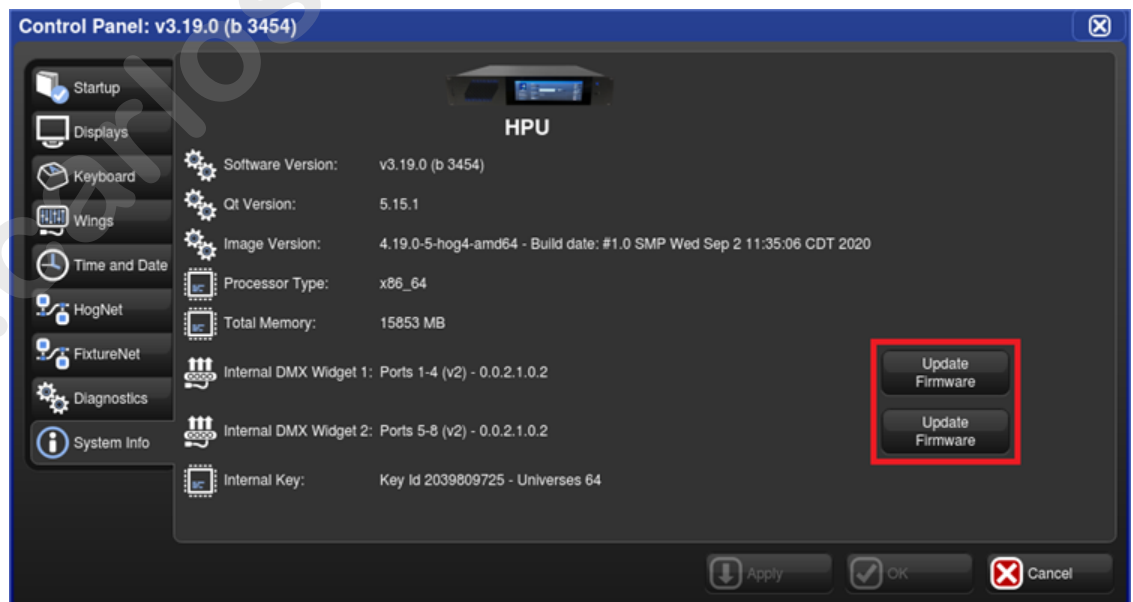 Control Panel: v3.19.0 (b 3454)
Startup
Displays
Keyboard
Wings
Time and Date
HogNet
FixtureNet
Diagnostics
System Info
HPU
Software Version: v3.19.0 (b 3454)
Qt Version: 5.15.1
Image Version: 4.19.0-5-hog4-amd64 - Build date: #1.0 SMP Wed Sep 2 11:35:06 CDT 2020
Processor Type: x86_64
Total Memory: 15853 MB
Internal DMX Widget 1: Ports 1-4 (v2) - 0.0.2.1.0.2
Update
Firmware
Internal DMX Widget 2: Ports 5-8 (v2) - 0.0.2.1.0.2
Update
Firmware
Internal Key: Key Id 2039809725 - Universes 64
Apply
OK
Cancel